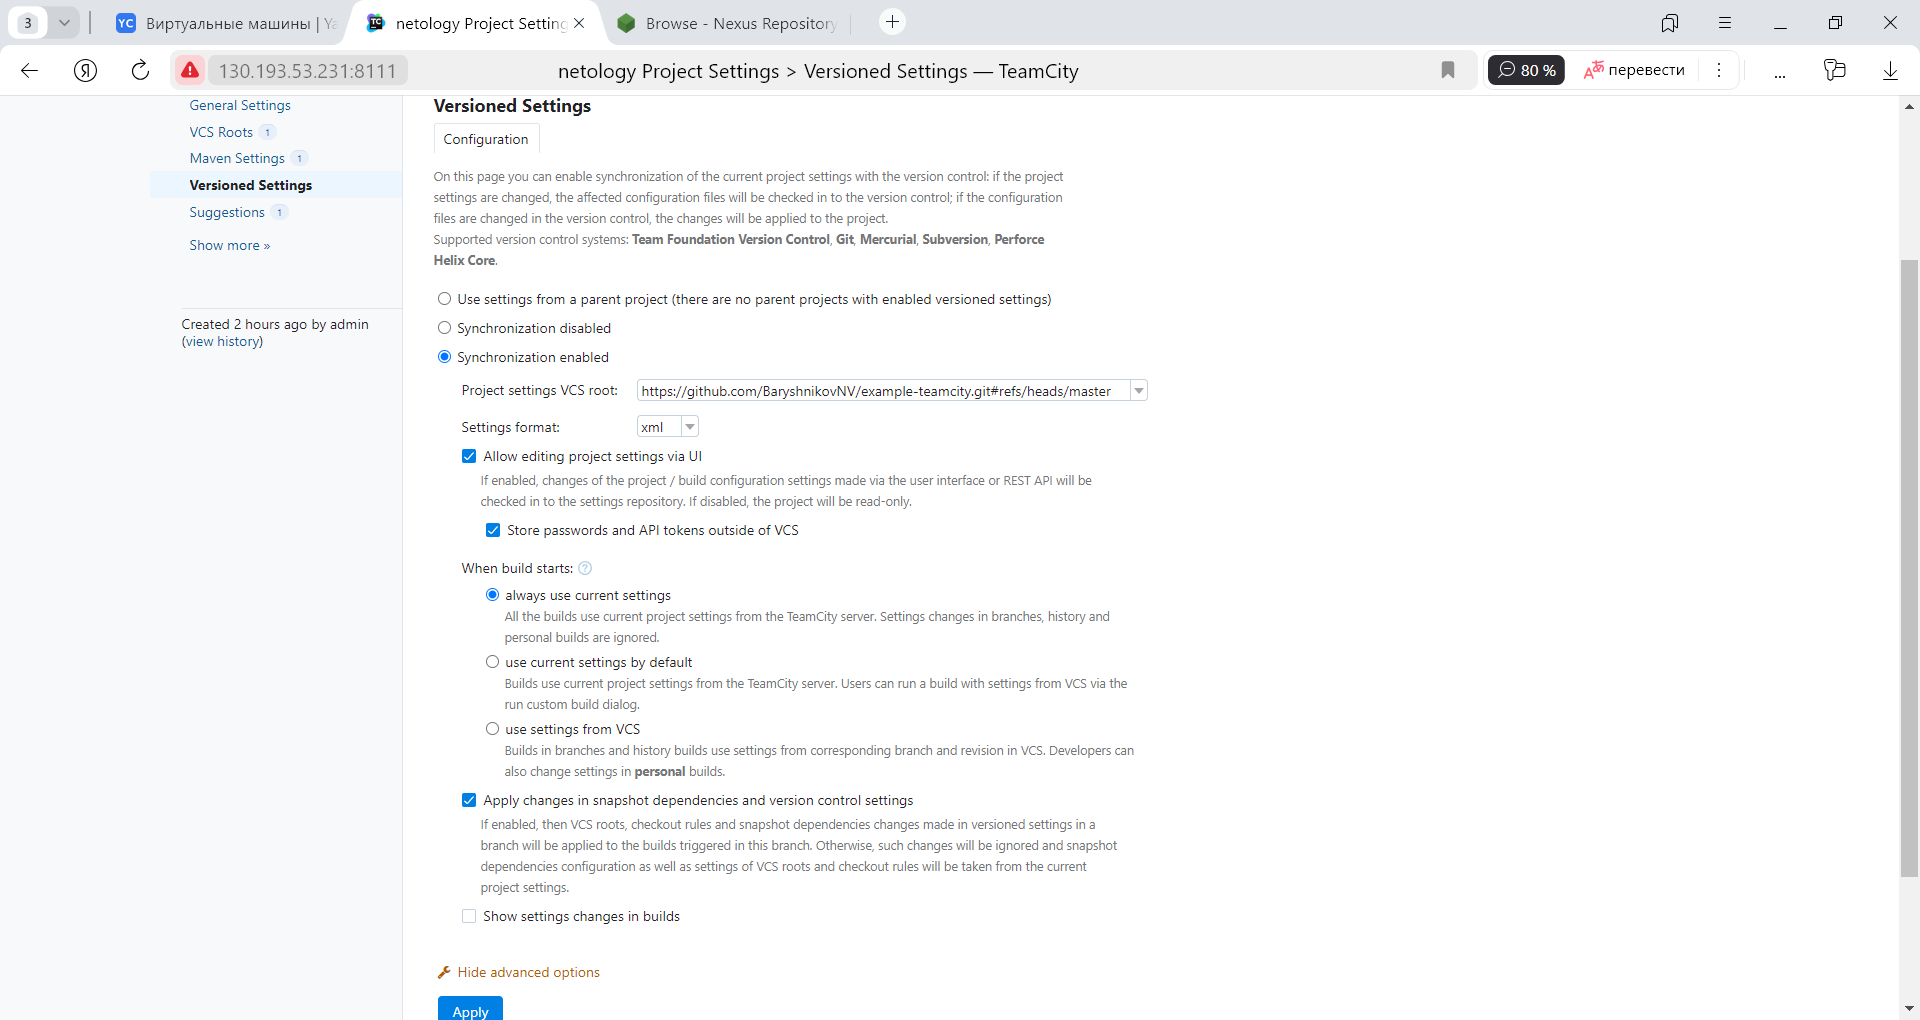 3
YC Виртуальные машины | Ya
netology Project Setting
Browse - Nexus Repository
130.193.53.231:8111
netology Project Settings > Versioned Settings — TeamCity
80 %
перевести
General Settings
VCS Roots 1
Maven Settings 1
Versioned Settings
Suggestions 1
Show more »
Created 2 hours ago by admin
(view history)
Versioned Settings
Configuration
On this page you can enable synchronization of the current project settings with the version control: if the project
settings are changed, the affected configuration files will be checked in to the version control; if the configuration
files are changed in the version control, the changes will be applied to the project.
Supported version control systems: Team Foundation Version Control, Git, Mercurial, Subversion, Perforce
Helix Core.
Use settings from a parent project (there are no parent projects with enabled versioned settings)
Synchronization disabled
Synchronization enabled
Project settings VCS root: https://github.com/BaryshnikovNV/example-teamcity.git#refs/heads/master
Settings format: xml
Allow editing project settings via UI
If enabled, changes of the project / build configuration settings made via the user interface or REST API will be
checked in to the settings repository. If disabled, the project will be read-only.
Store passwords and API tokens outside of VCS
When build starts: ?
always use current settings
All the builds use current project settings from the TeamCity server. Settings changes in branches, history and
personal builds are ignored.
use current settings by default
Builds use current project settings from the TeamCity server. Users can run a build with settings from VCS via the
run custom build dialog.
use settings from VCS
Builds in branches and history builds use settings from corresponding branch and revision in VCS. Developers can
also change settings in personal builds.
Apply changes in snapshot dependencies and version control settings
If enabled, then VCS roots, checkout rules and snapshot dependencies changes made in versioned settings in a
branch will be applied to the builds triggered in this branch. Otherwise, such changes will be ignored and snapshot
dependencies configuration as well as settings of VCS roots and checkout rules will be taken from the current
project settings.
Show settings changes in builds
Hide advanced options
Apply